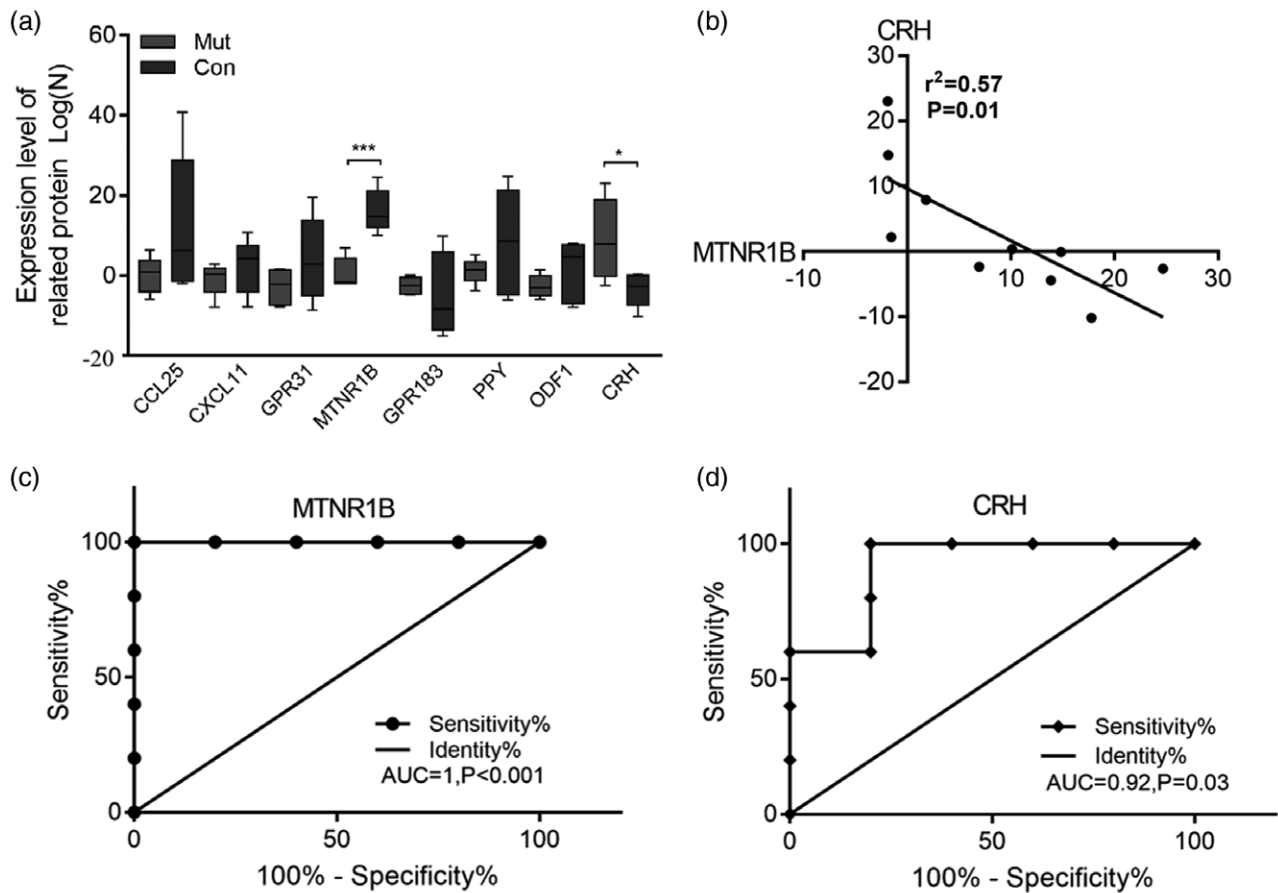 (a)
Expression level of
related protein Log(N)
60
40
20
0
-20
Mut
Con
***
*
CCL25
CXCL11
GPR31
MTNR1B
GPR183
PPY
ODF1
CRH
(b)
CRH
30
20
10
-10
-20
r²=0.57
P=0.01
MTNR1B
-10
0
10
20
30
(c)
MTNR1B
Sensitivity%
100
50
0
Sensitivity%
Identity%
AUC=1,P<0.001
0
50
100
100% - Specificity%
(d)
CRH
Sensitivity%
100
50
0
Sensitivity%
Identity%
AUC=0.92,P=0.03
0
50
100
100% - Specificity%